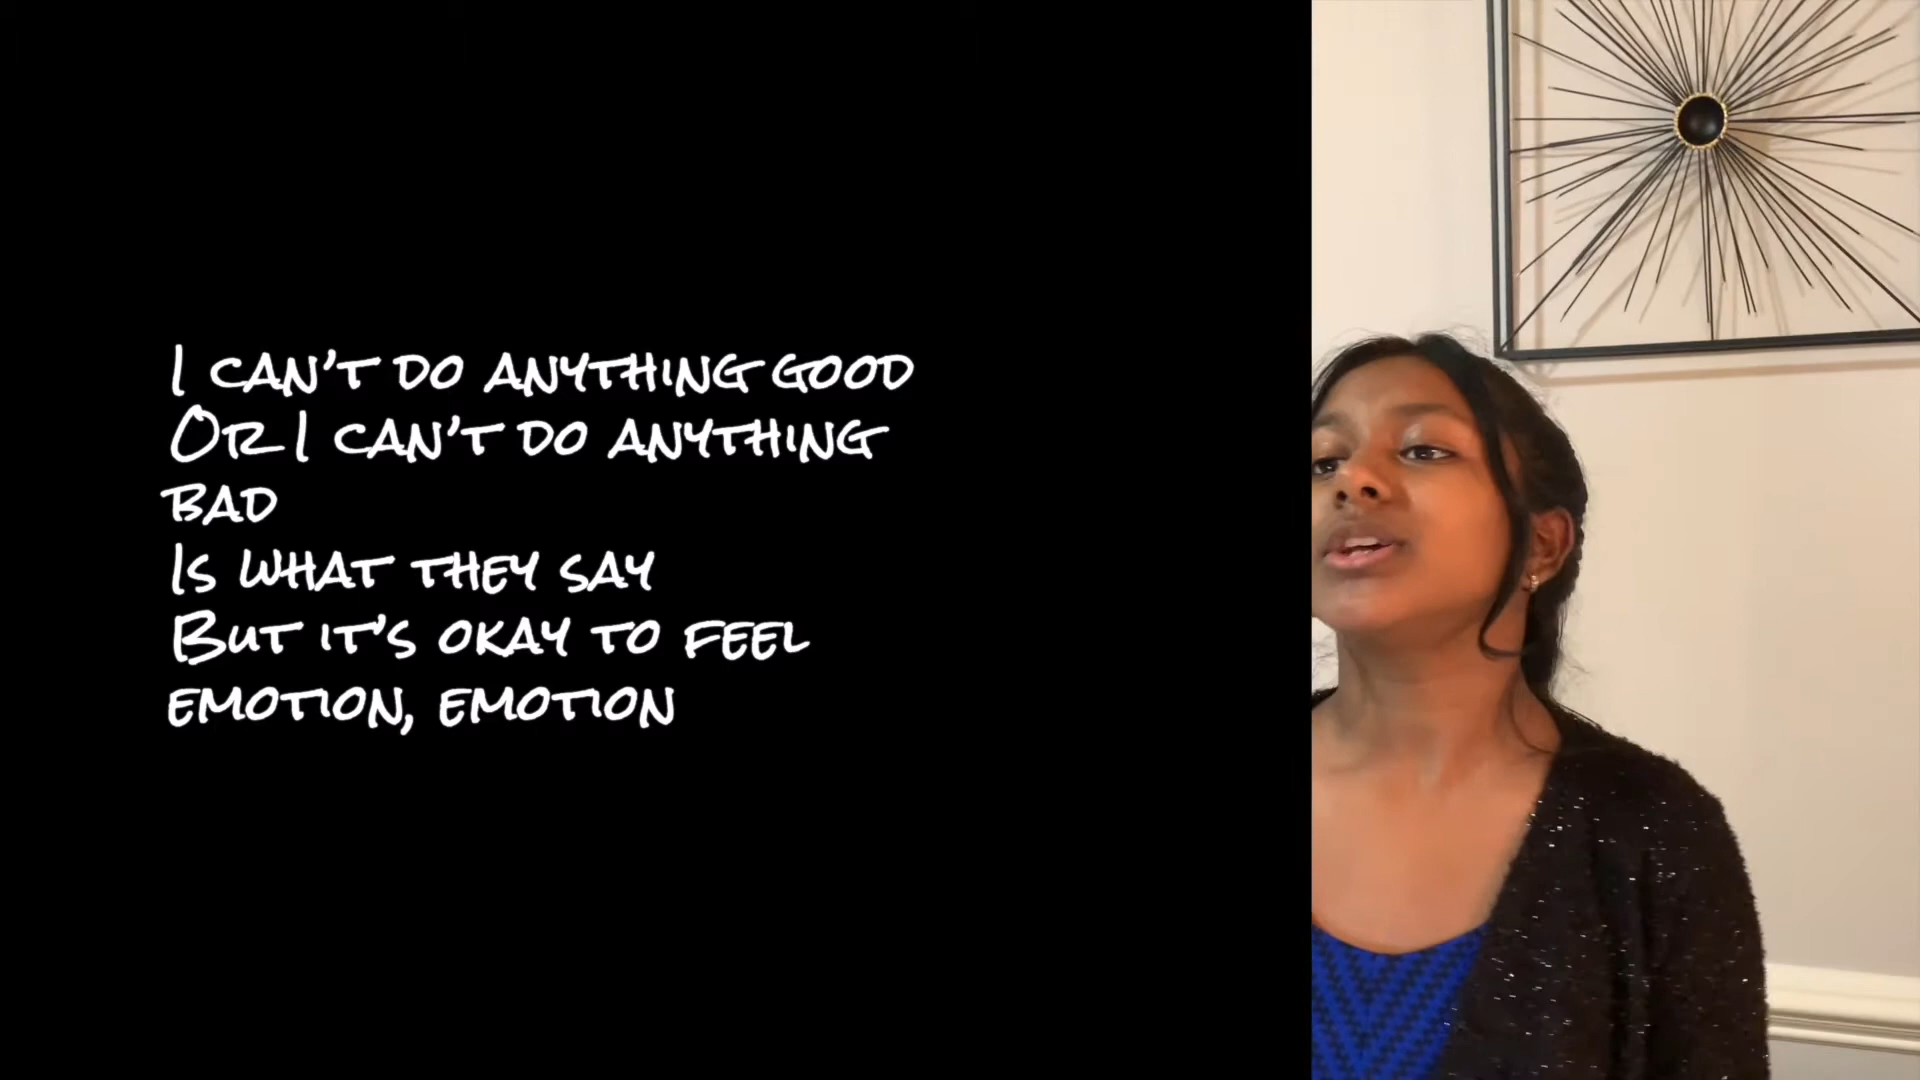 I can't do anything good
Or I can't do anything
bad
Is what they say
But it's okay to feel
emotion, emotion